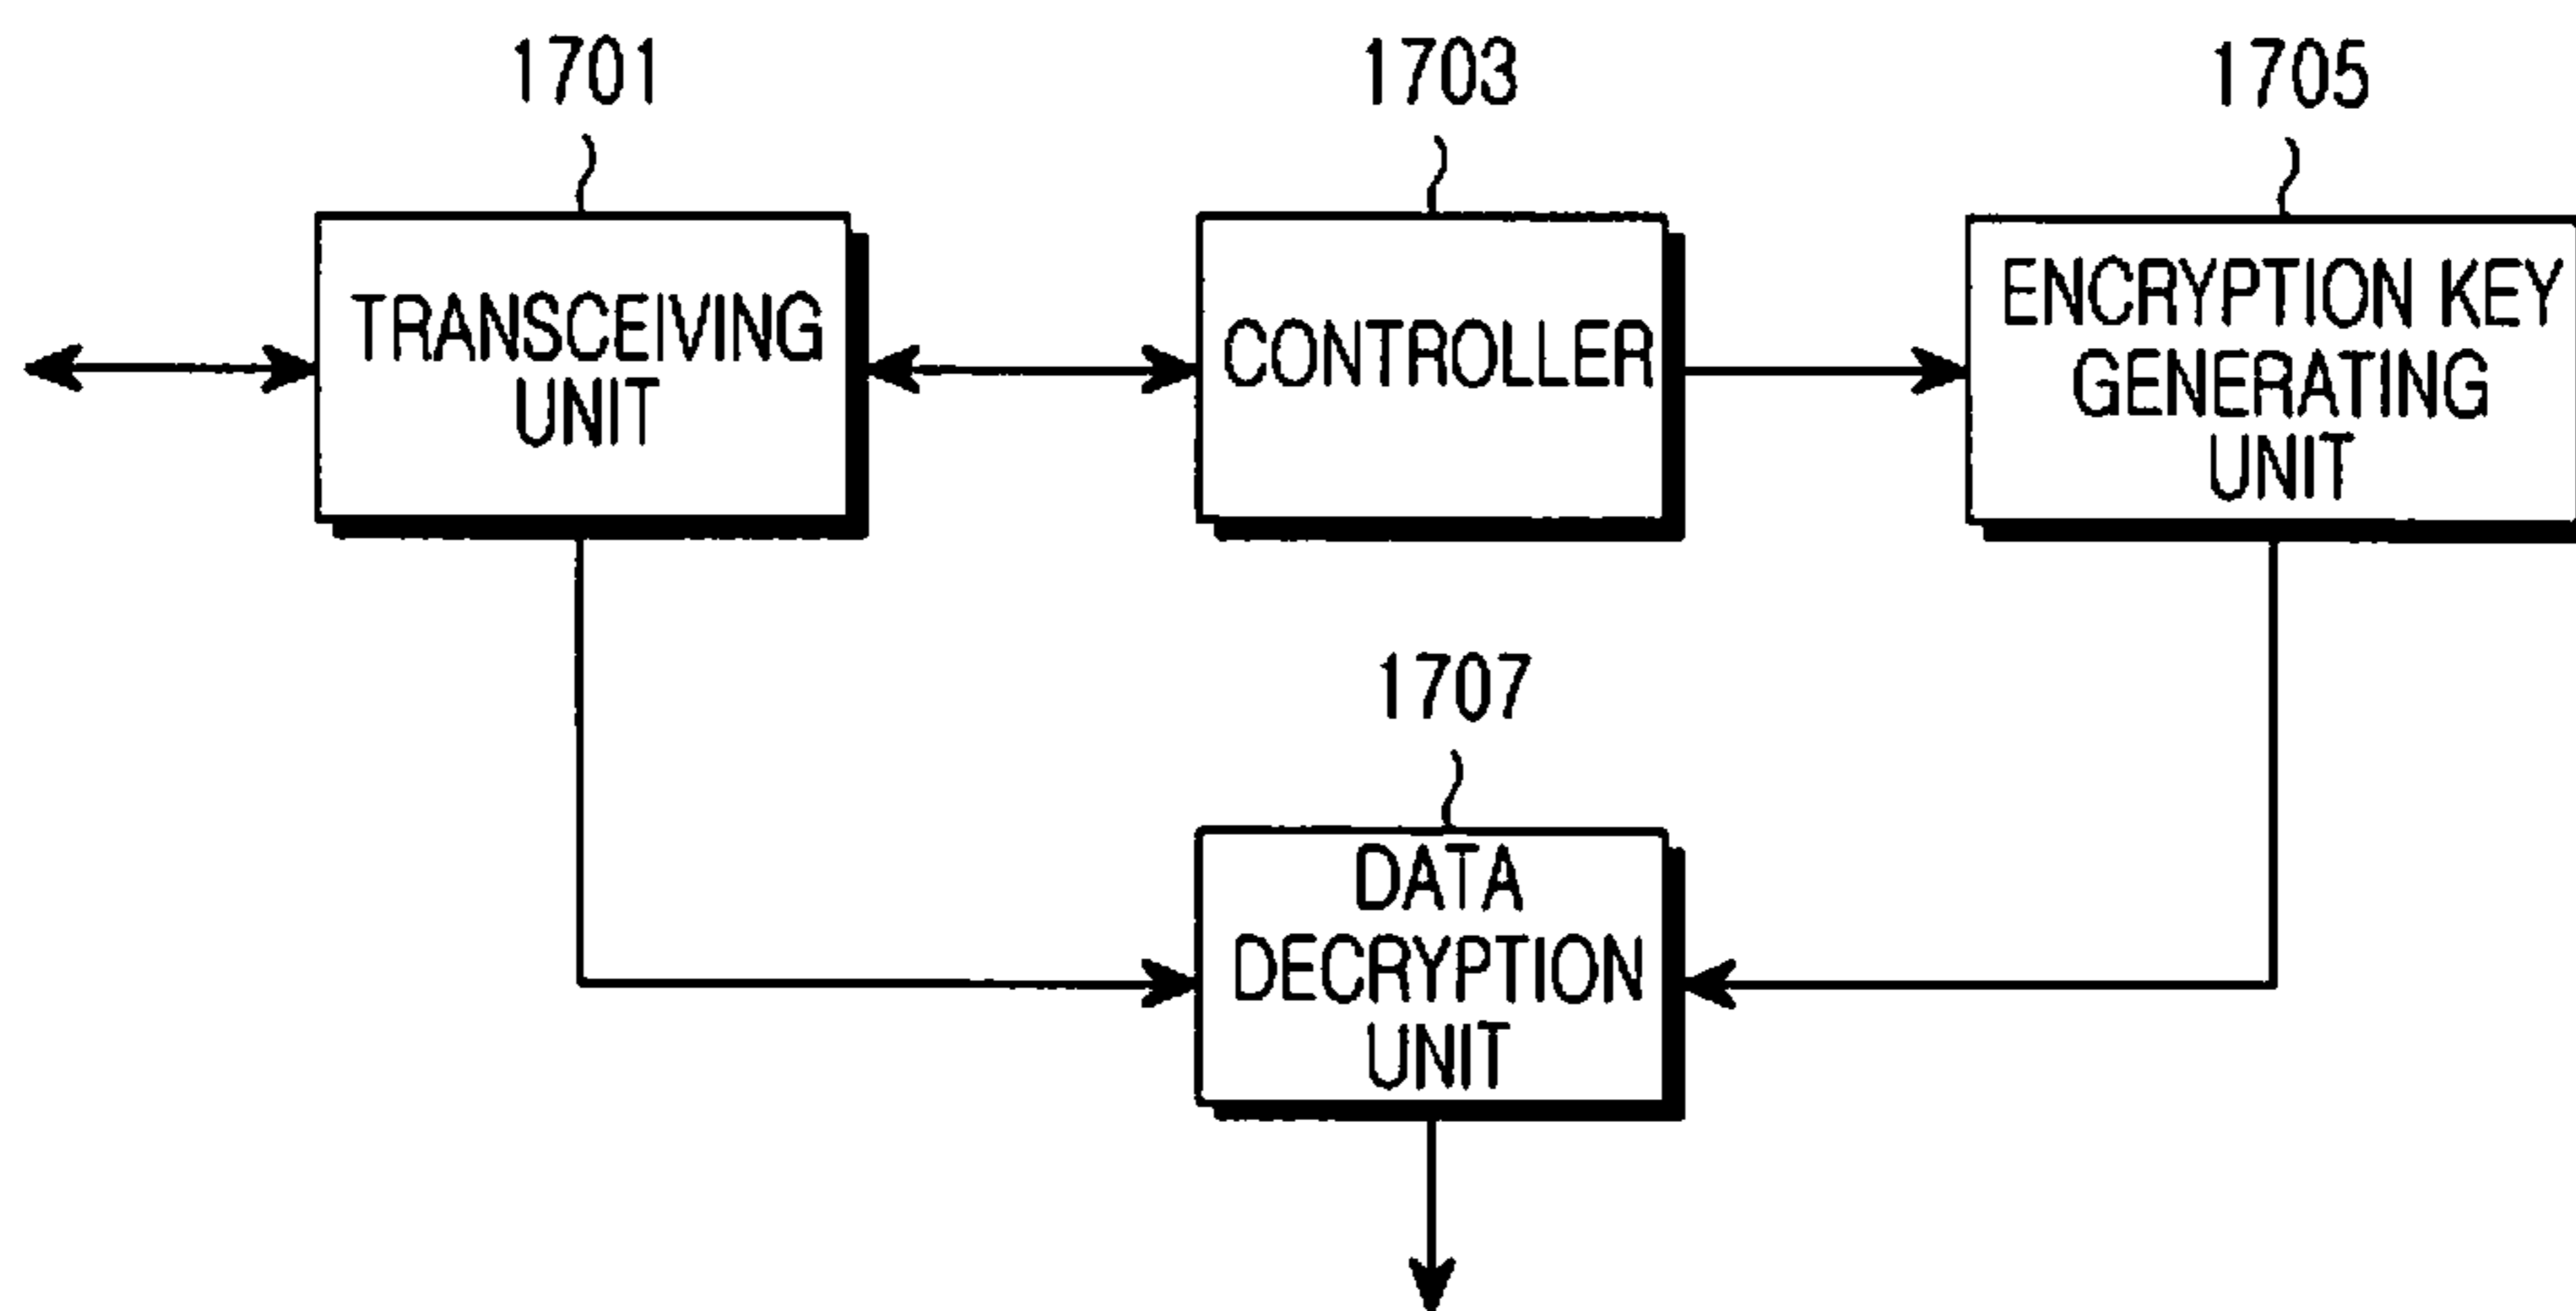 1701
1703
1705
TRANSCEIVING
UNIT
CONTROLLER
ENCRYPTION KEY
GENERATING
UNIT
1707
DATA
DECRYPTION
UNIT